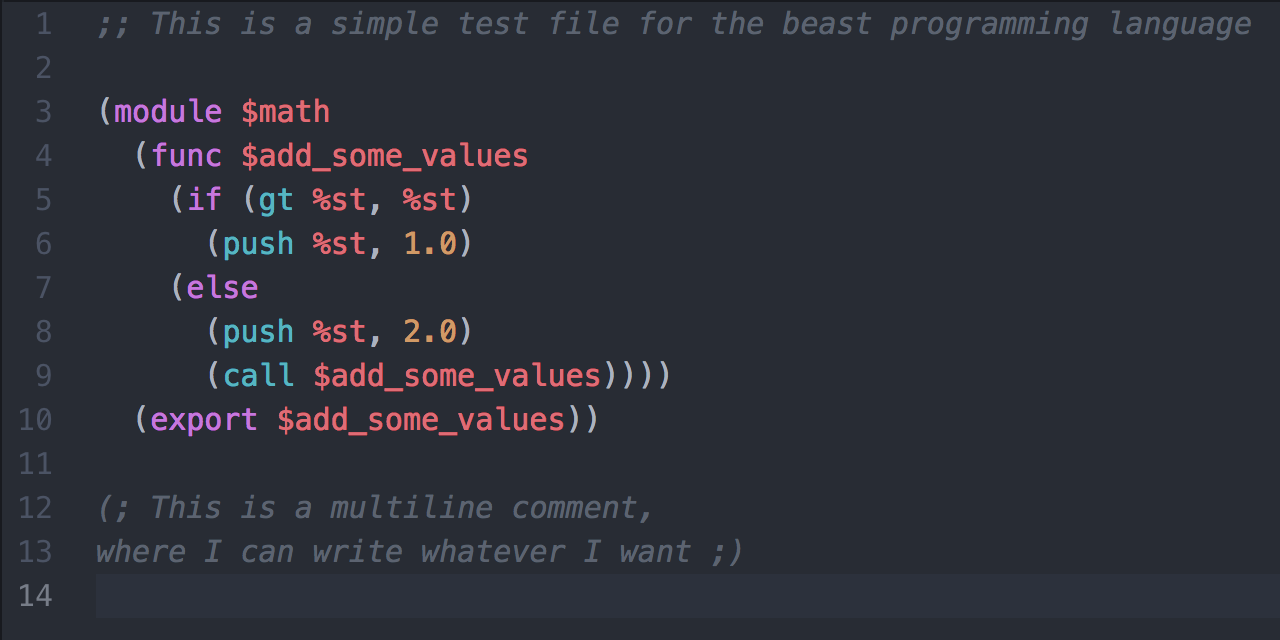 1 ;; This is a simple test file for the beast programming language
2
3 (module $math
4   (func $add_some_values
5     (if (gt %st, %st)
6       (push %st, 1.0)
7     (else
8       (push %st, 2.0)
9       (call $add_some_values))))
10   (export $add_some_values))
11
12 (; This is a multiline comment,
13 where I can write whatever I want ;)
14